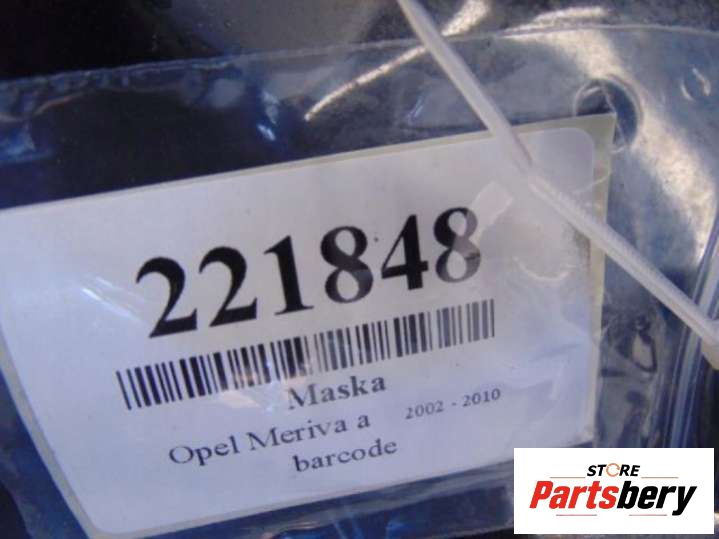 221848
Maska
Opel Meriva a 2002 - 2010
barcode
STORE
Partsbery